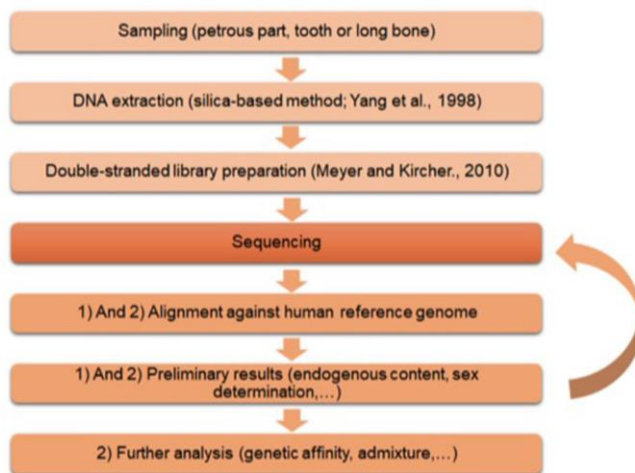 Sampling (petrous part, tooth or long bone)
DNA extraction (silica-based method; Yang et al., 1998)
Double-stranded library preparation (Meyer and Kircher., 2010)
Sequencing
1) And 2) Alignment against human reference genome
1) And 2) Preliminary results (endogenous content, sex
determination,...)
2) Further analysis (genetic affinity, admixture,...)